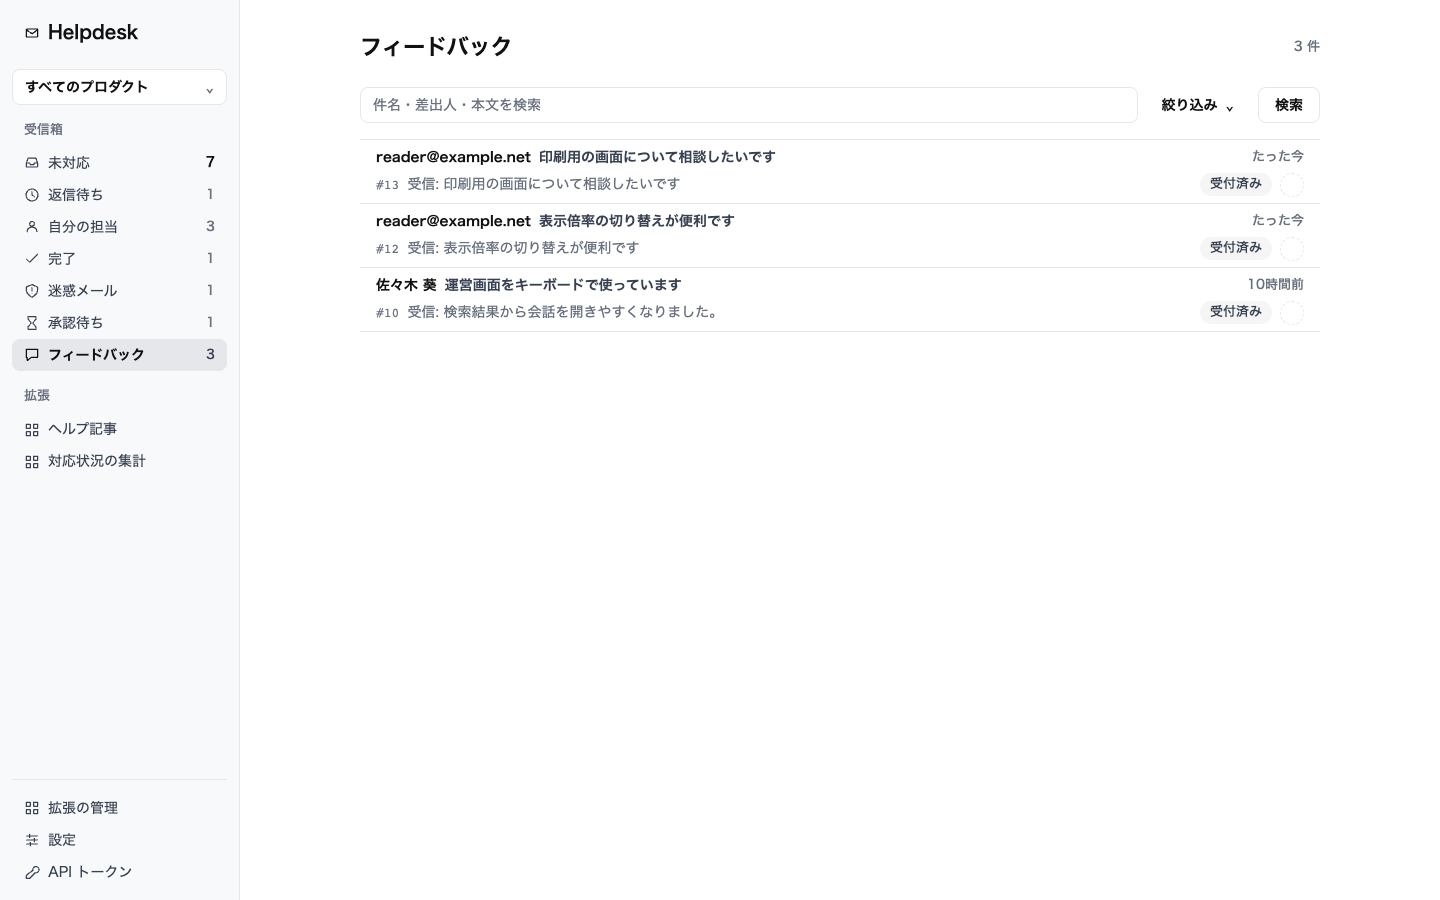 Helpdesk
すべてのプロダクト
受信箱
未対応 7
返信待ち 1
自分の担当 3
完了 1
迷惑メール 1
承認待ち 1
フィードバック 3
拡張
ヘルプ記事
対応状況の集計
拡張の管理
設定
API トークン
フィードバック 3 件
件名・差出人・本文を検索 絞り込み 検索
reader@example.net 印刷用の画面について相談したいです たった今
#13 受信: 印刷用の画面について相談したいです 受付済み
reader@example.net 表示倍率の切り替えが便利です たった今
#12 受信: 表示倍率の切り替えが便利です 受付済み
佐々木 葵 運営画面をキーボードで使っています 10時間前
#10 受信: 検索結果から会話を開きやすくなりました。 受付済み